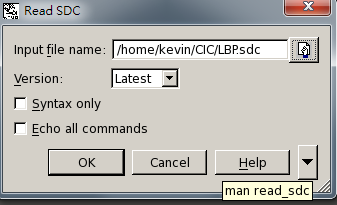 Read SDC
Input file name: /home/kevin/CIC/LBP.sdc
Version: Latest
Syntax only
Echo all commands
OK Cancel Help
man read_sdc